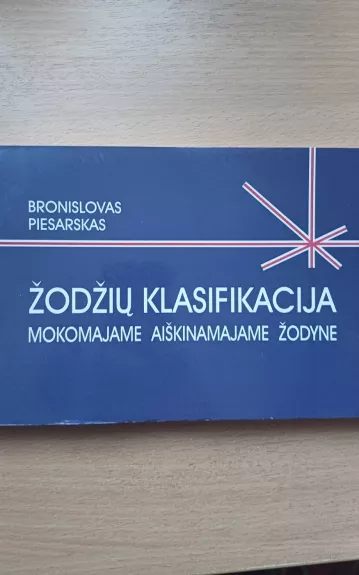 BRONISLOVAS
PIESARSKAS
ŽODŽIŲ KLASIFIKACIJA
MOKOMAJAME AIŠKINAMAJAME ŽODYNE